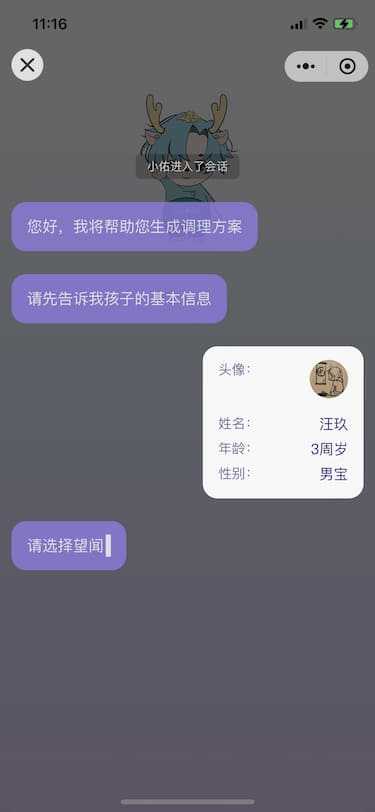 11:16
小佑进入了会话
您好，我将帮助您生成调理方案
请先告诉我孩子的基本信息
头像：
姓名： 汪玖
年龄： 3周岁
性别： 男宝
请选择望闻